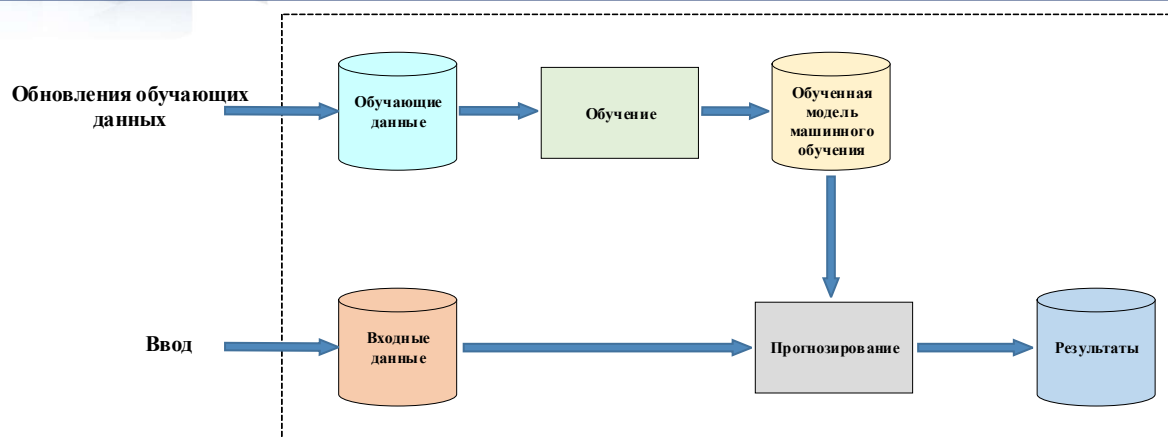 Обновления обучающих
данных
Обучающие
данные
Обучение
Обученная
модель
машинного
обучения
Ввод
Входные
данные
Прогнозирование
Результаты